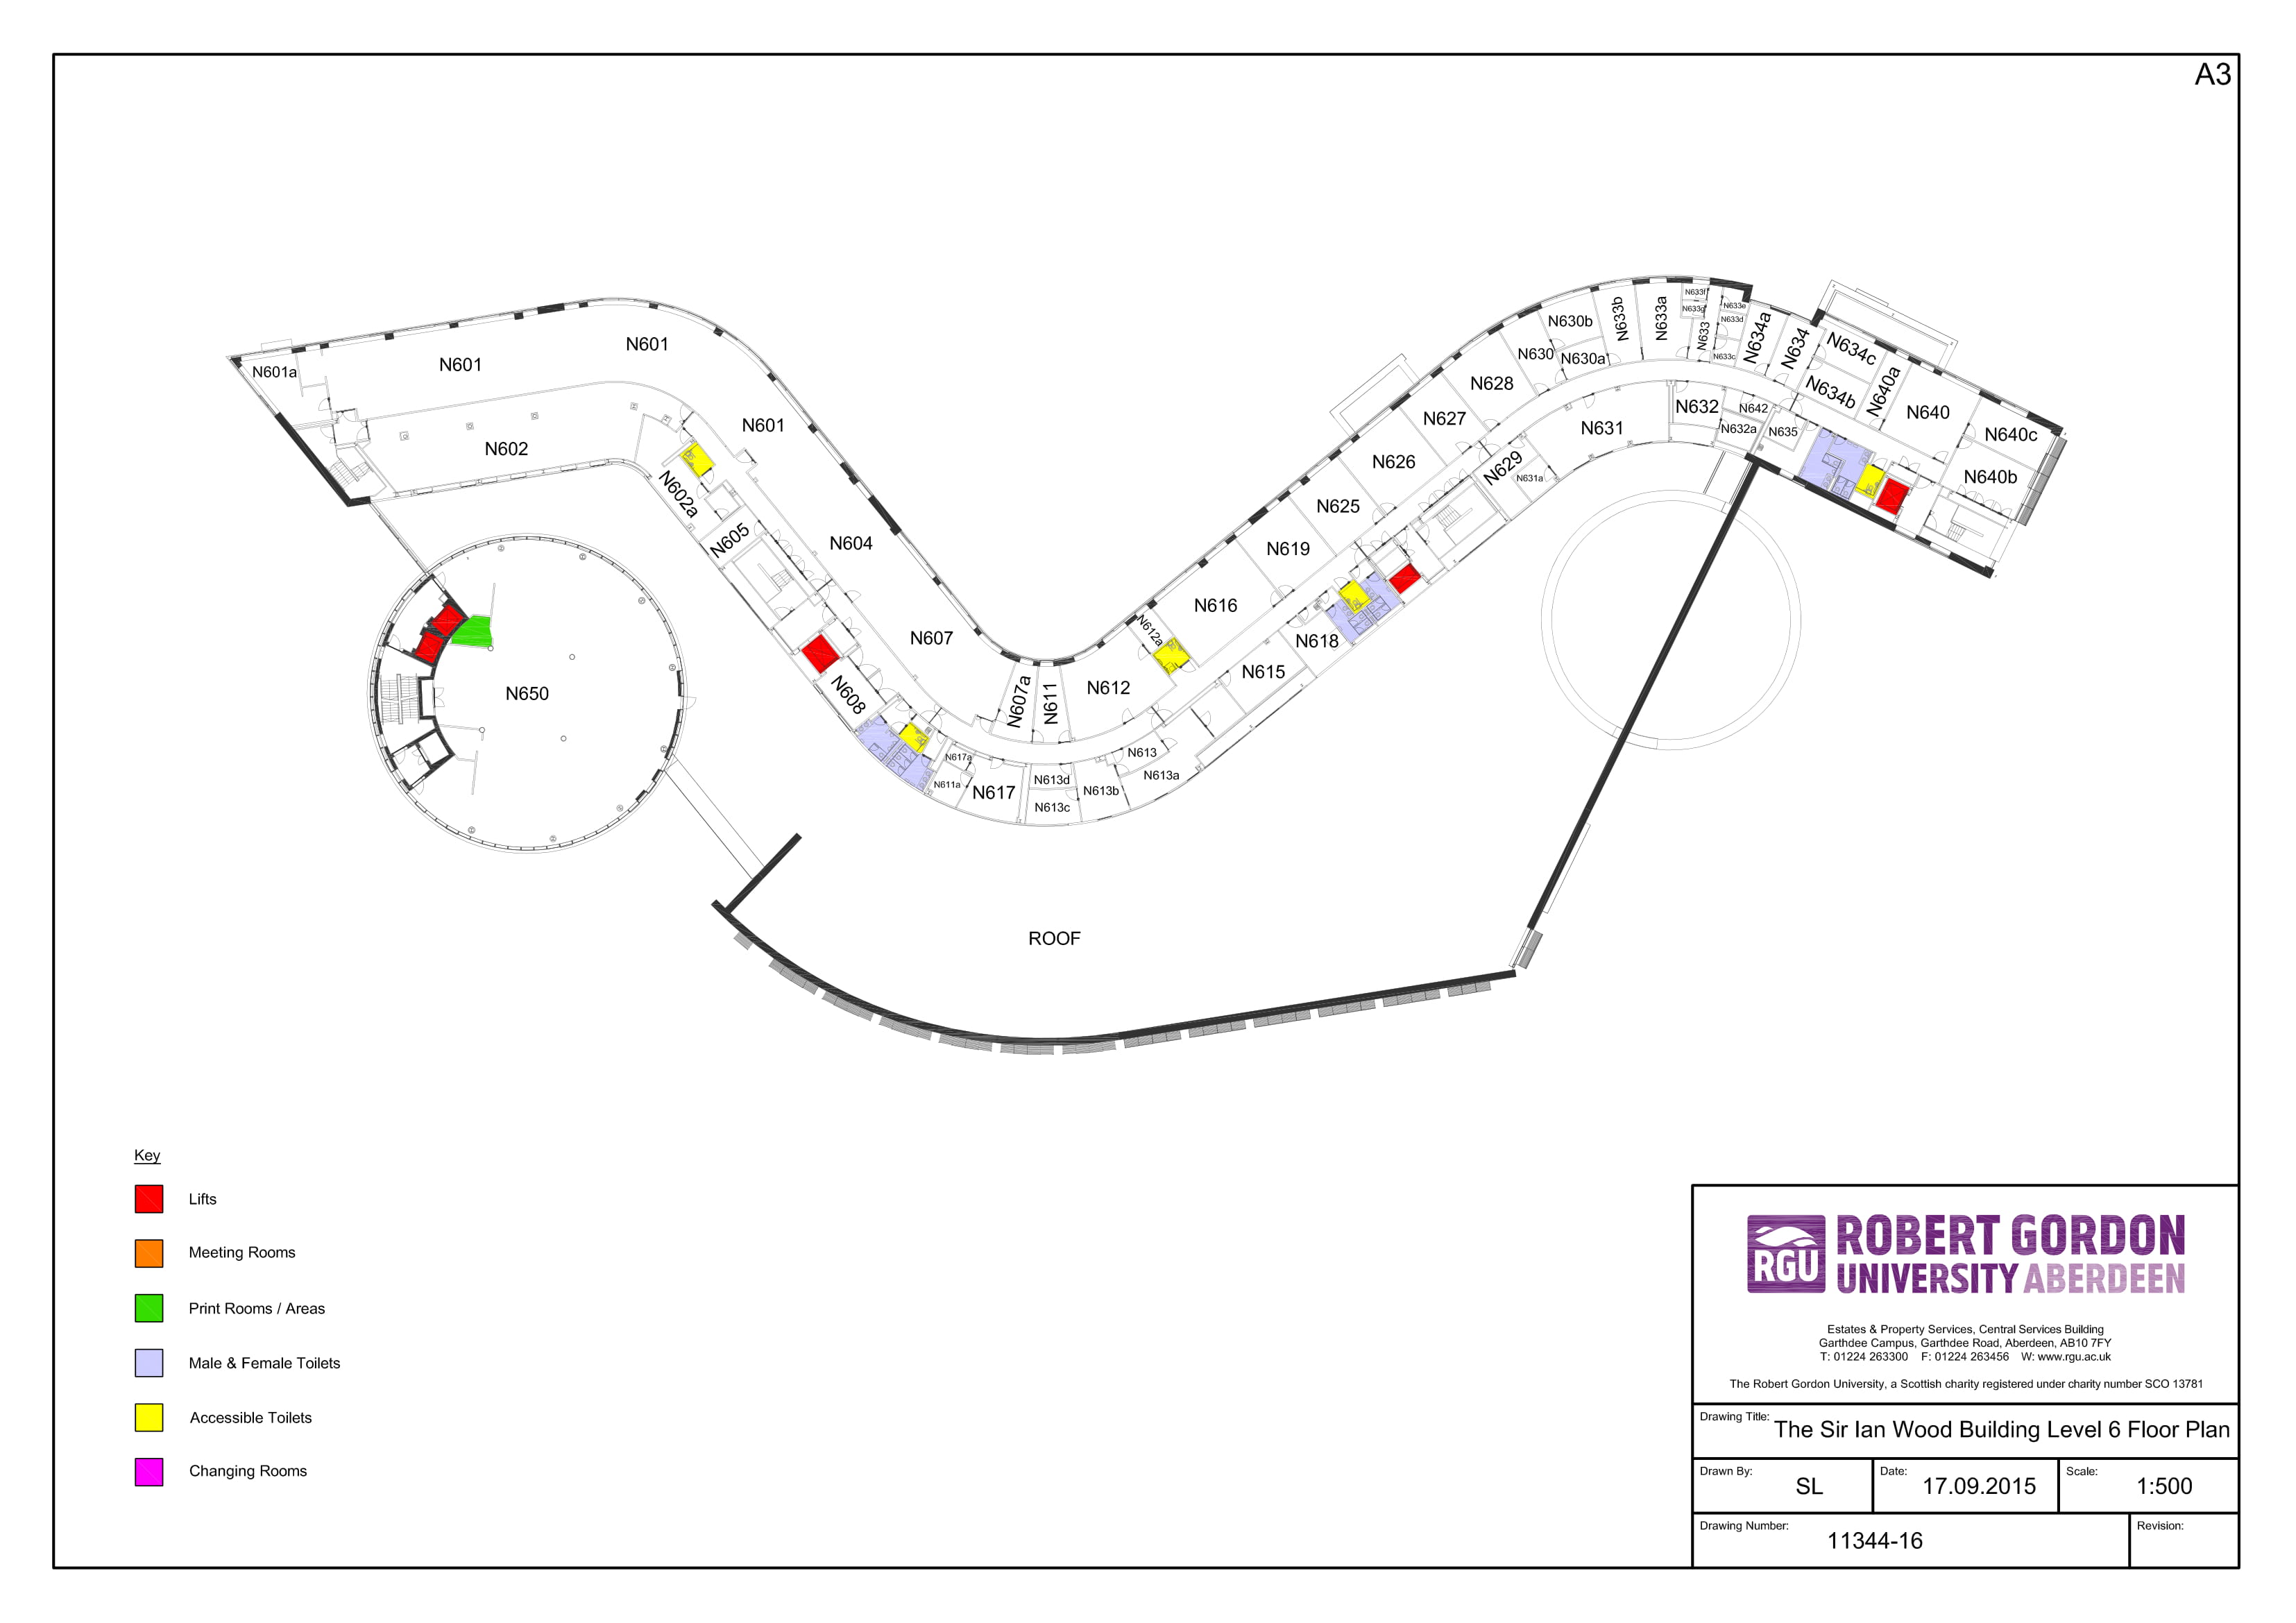 A3
N601a
N601
N601
N601
N602
N602a
N605
N604
N607
N608
N650
N607a
N611
N612
N612a
N617a
N611a
N617
N613d
N613c
N613b
N613
N613a
N615
N616
N618
N619
N625
N626
N627
N628
N629
N631a
N631
N630
N630b
N630a
N633b
N633a
N633f
N633g
N633
N633e
N633d
N633c
N634a
N634
N634c
N634b
N640a
N640
N640c
N640b
N632
N642
N632a
N635
ROOF
Key
Lifts
Meeting Rooms
Print Rooms / Areas
Male & Female Toilets
Accessible Toilets
Changing Rooms
RGU
ROBERT GORDON
UNIVERSITY ABERDEEN
Estates & Property Services, Central Services Building
Garthdee Campus, Garthdee Road, Aberdeen, AB10 7FY
T: 01224 263300 F: 01224 263456 W: www.rgu.ac.uk
The Robert Gordon University, a Scottish charity registered under charity number SCO 13781
Drawing Title: The Sir Ian Wood Building Level 6 Floor Plan
Drawn By: SL
Date: 17.09.2015
Scale: 1:500
Drawing Number: 11344-16
Revision: